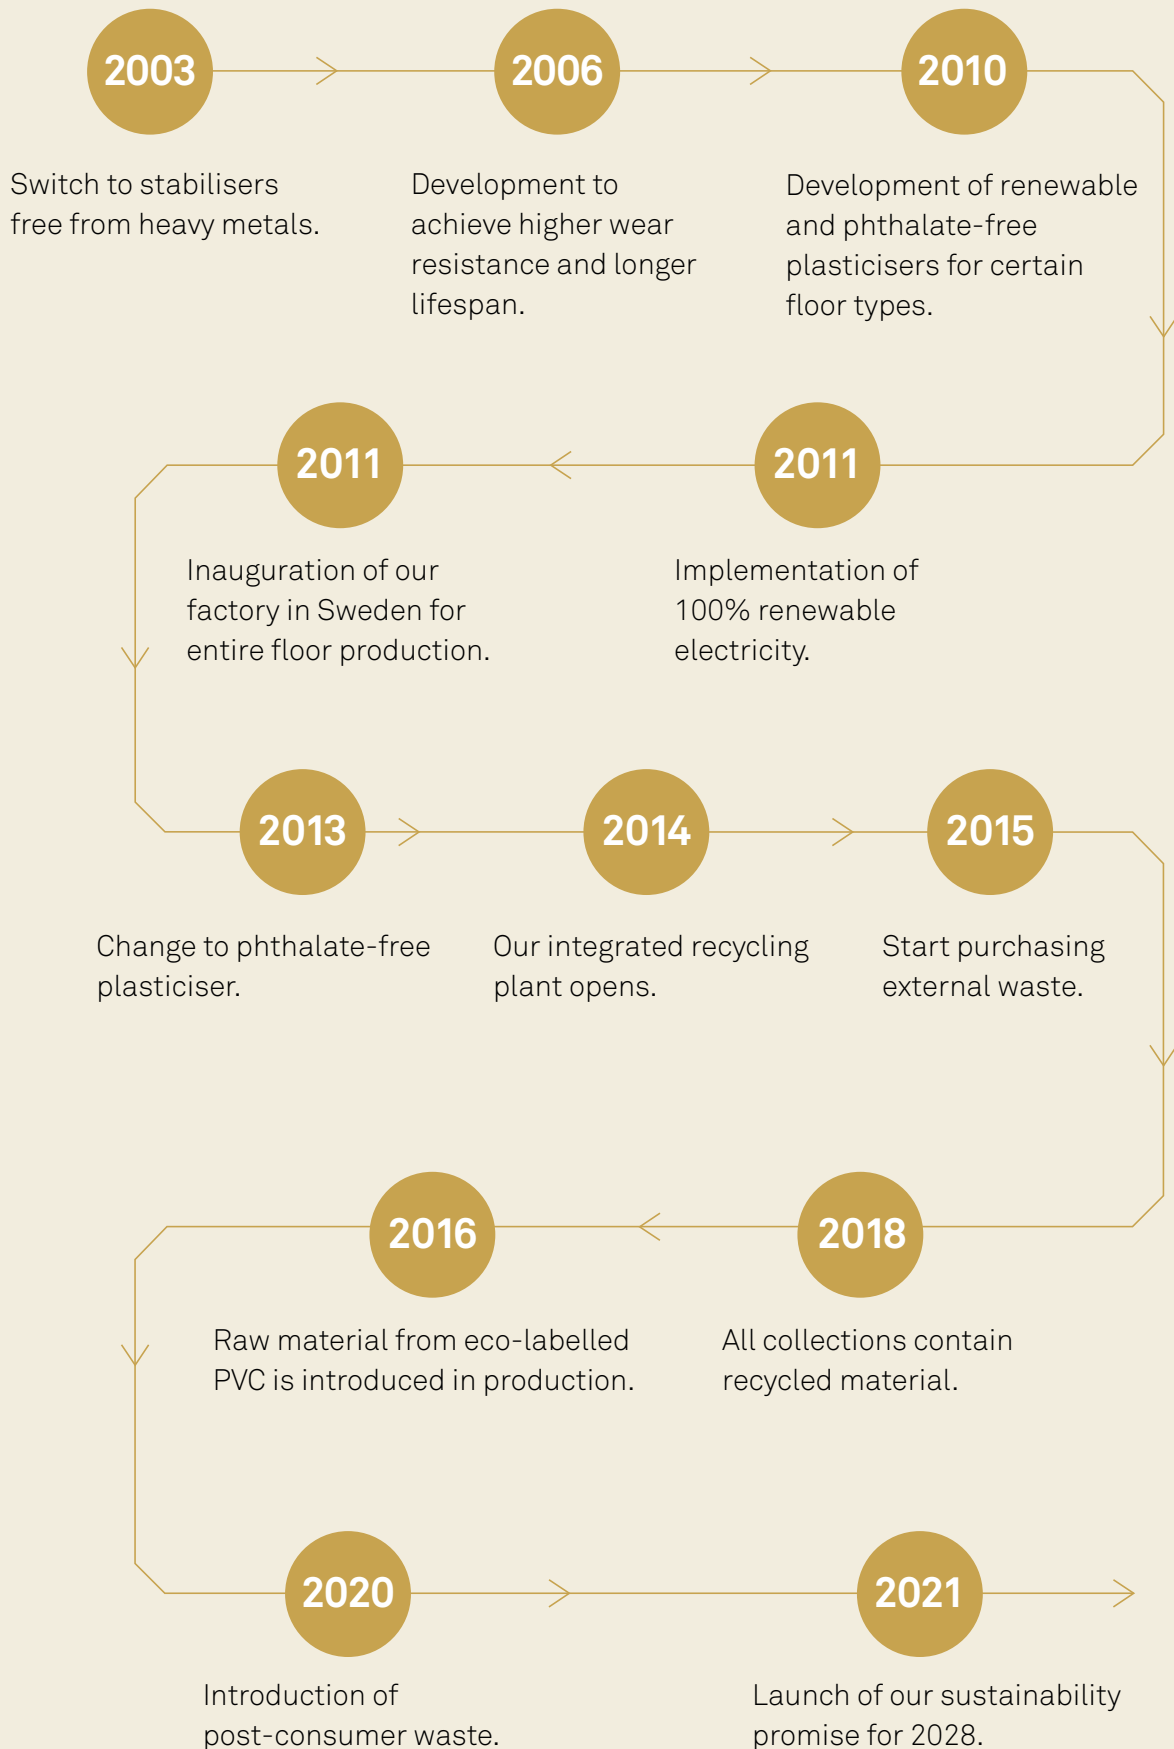 2003
Switch to stabilisers
free from heavy metals.
2006
Development to
achieve higher wear
resistance and longer
lifespan.
2010
Development of renewable
and phthalate-free
plasticisers for certain
floor types.
2011
Implementation of
100% renewable
electricity.
2011
Inauguration of our
factory in Sweden for
entire floor production.
2013
Change to phthalate-free
plasticiser.
2014
Our integrated recycling
plant opens.
2015
Start purchasing
external waste.
2018
All collections contain
recycled material.
2016
Raw material from eco-labelled
PVC is introduced in production.
2020
Introduction of
post-consumer waste.
2021
Launch of our sustainability
promise for 2028.